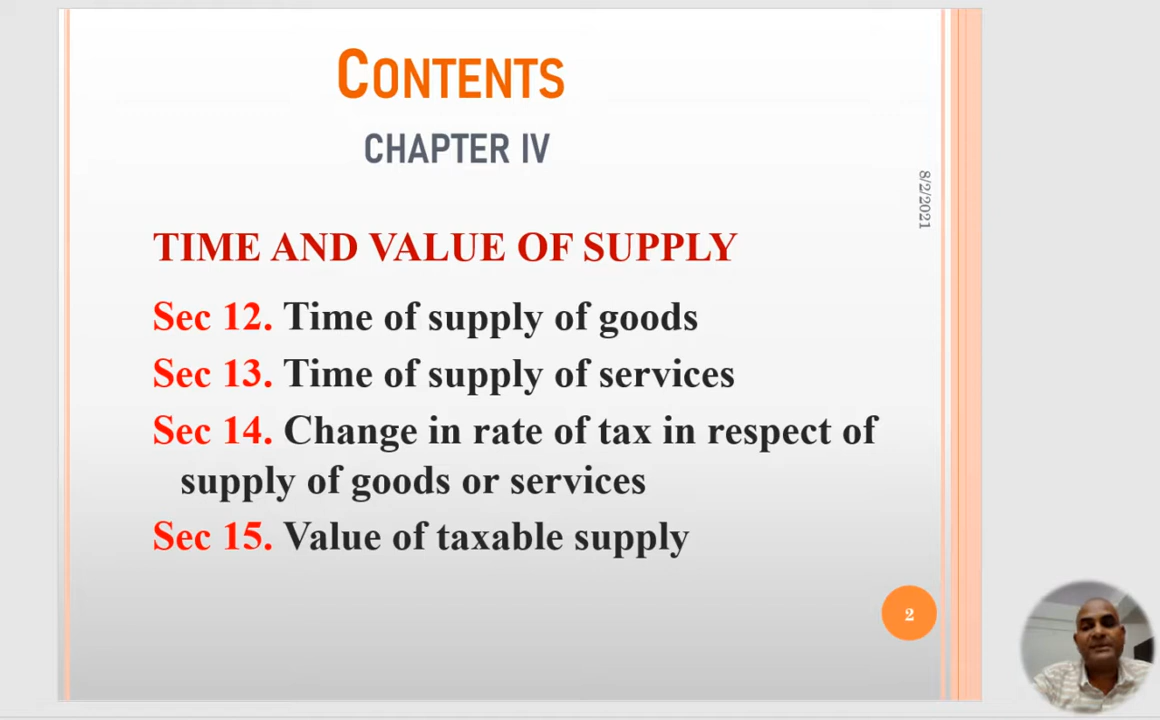 CONTENTS
CHAPTER IV
8/2/2021
TIME AND VALUE OF SUPPLY
Sec 12. Time of supply of goods
Sec 13. Time of supply of services
Sec 14. Change in rate of tax in respect of
supply of goods or services
Sec 15. Value of taxable supply
2